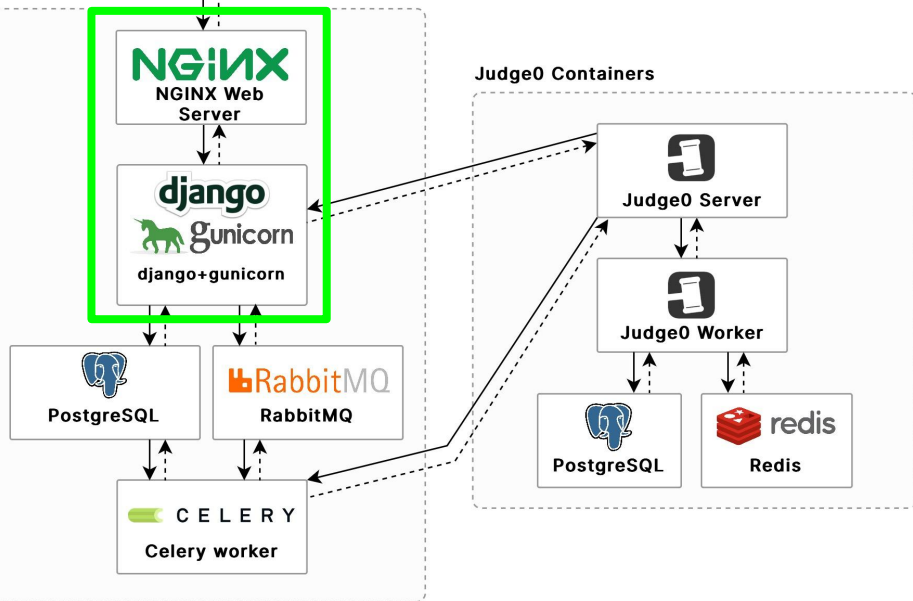 NGINX
NGINX Web
Server
django
gunicorn
django+gunicorn
PostgreSQL
RabbitMQ
RabbitMQ
CELERY
Celery worker
Judge0 Containers
Judge0 Server
Judge0 Worker
PostgreSQL
redis
Redis